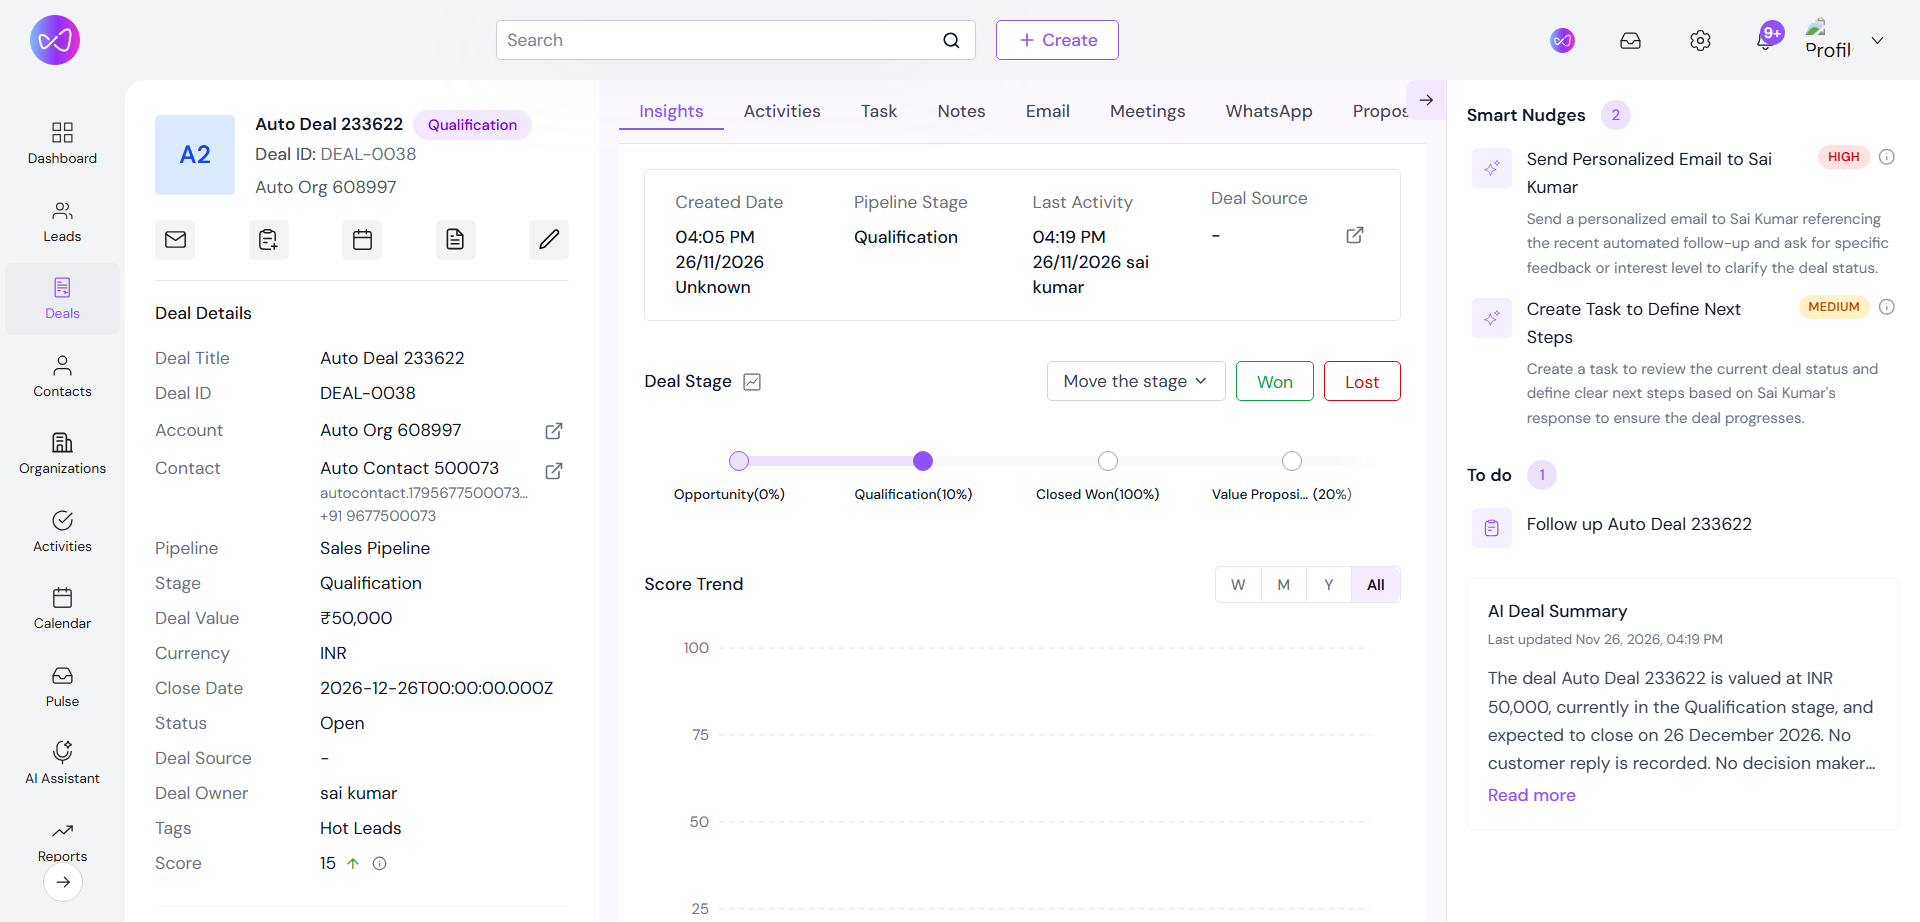 Search
Create
9+
Profil
Dashboard
Leads
Deals
Contacts
Organizations
Activities
Calendar
Pulse
AI Assistant
Reports
A2
Auto Deal 233622
Qualification
Deal ID: DEAL-0038
Auto Org 608997
Deal Details
Deal Title Auto Deal 233622
Deal ID DEAL-0038
Account Auto Org 608997
Contact Auto Contact 500073
autocontact.1795677500073...
+91 9677500073
Pipeline Sales Pipeline
Stage Qualification
Deal Value ₹50,000
Currency INR
Close Date 2026-12-26T00:00:00.000Z
Status Open
Deal Source -
Deal Owner sai kumar
Tags Hot Leads
Score 15
Insights Activities Task Notes Email Meetings WhatsApp Propos
Created Date
04:05 PM
26/11/2026
Unknown
Pipeline Stage
Qualification
Last Activity
04:19 PM
26/11/2026 sai
kumar
Deal Source
-
Deal Stage
Move the stage
Won
Lost
Opportunity(0%)
Qualification(10%)
Closed Won(100%)
Value Proposi... (20%)
Score Trend
W M Y All
100
75
50
25
Smart Nudges 2
Send Personalized Email to Sai
Kumar
HIGH
Send a personalized email to Sai Kumar referencing
the recent automated follow-up and ask for specific
feedback or interest level to clarify the deal status.
Create Task to Define Next
Steps
MEDIUM
Create a task to review the current deal status and
define clear next steps based on Sai Kumar's
response to ensure the deal progresses.
To do 1
Follow up Auto Deal 233622
AI Deal Summary
Last updated Nov 26, 2026, 04:19 PM
The deal Auto Deal 233622 is valued at INR
50,000, currently in the Qualification stage, and
expected to close on 26 December 2026. No
customer reply is recorded. No decision maker...
Read more